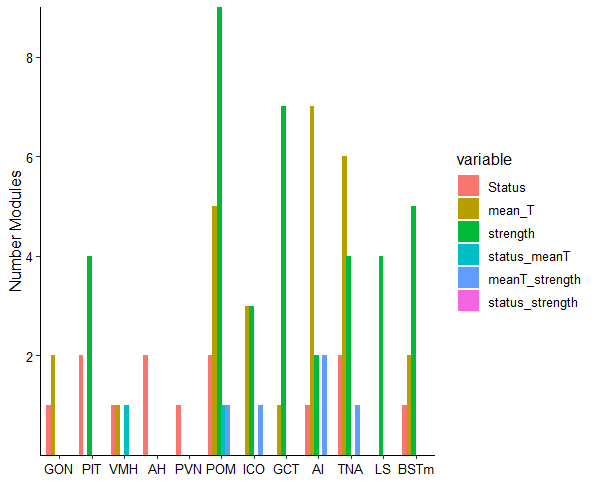 Number Modules
8
6
4
2
GON PIT VMH AH PVN POM ICO GCT AI TNA LS BSTm
variable
Status
mean_T
strength
status_meanT
meanT_strength
status_strength